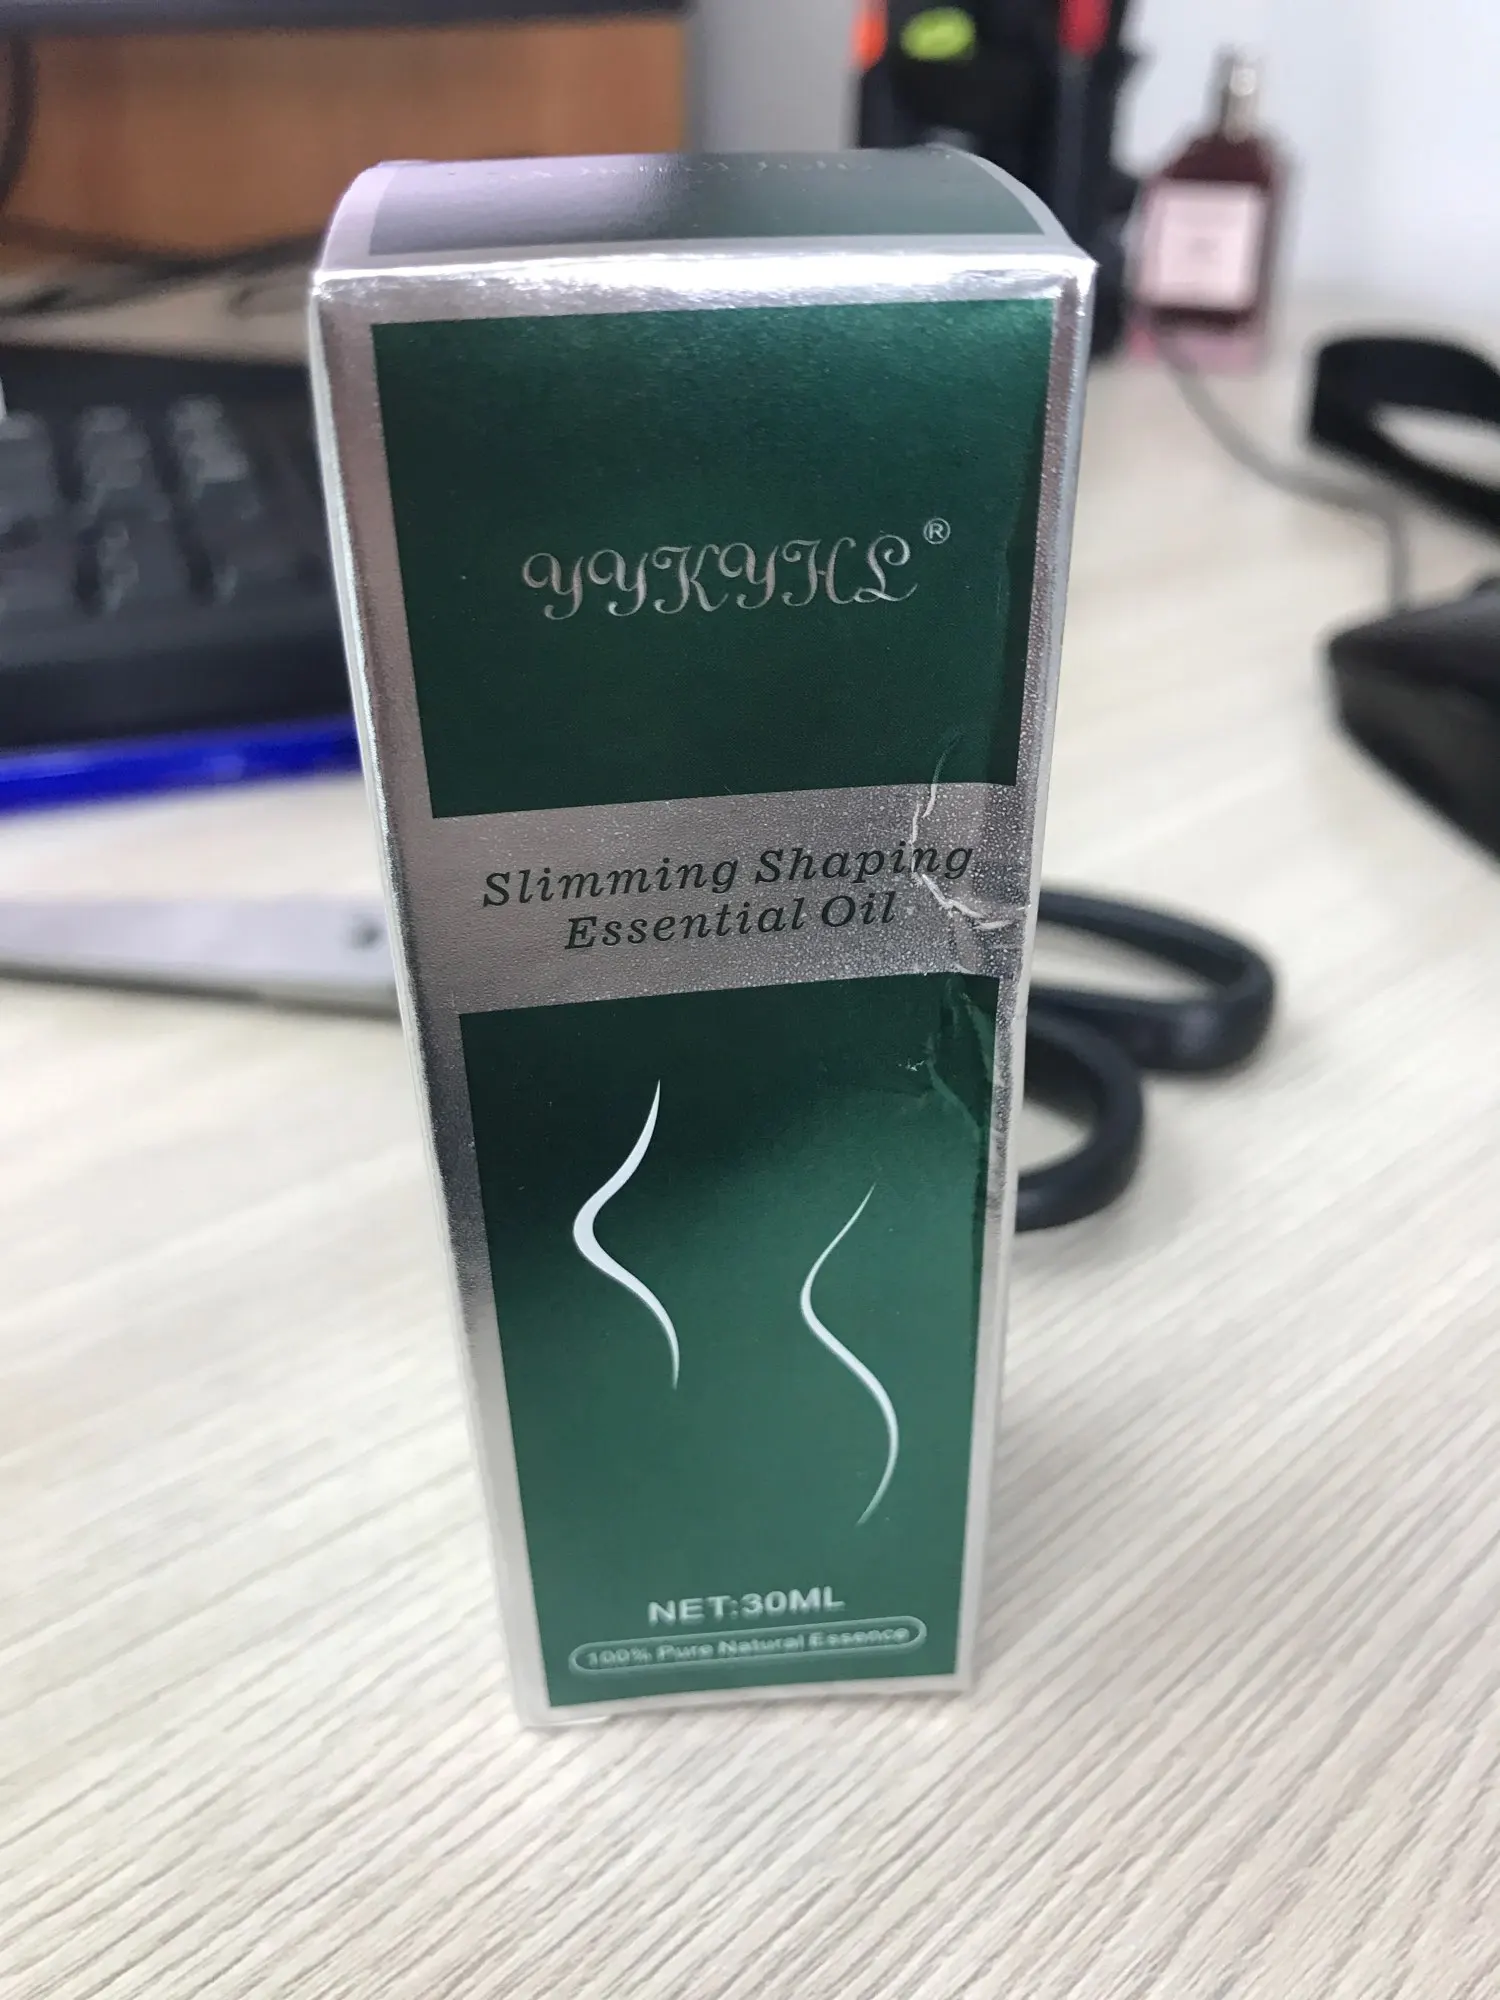 YYKYHL®
Slimming Shaping
Essential Oil
NET:30ML
100% Pure Natural Essence